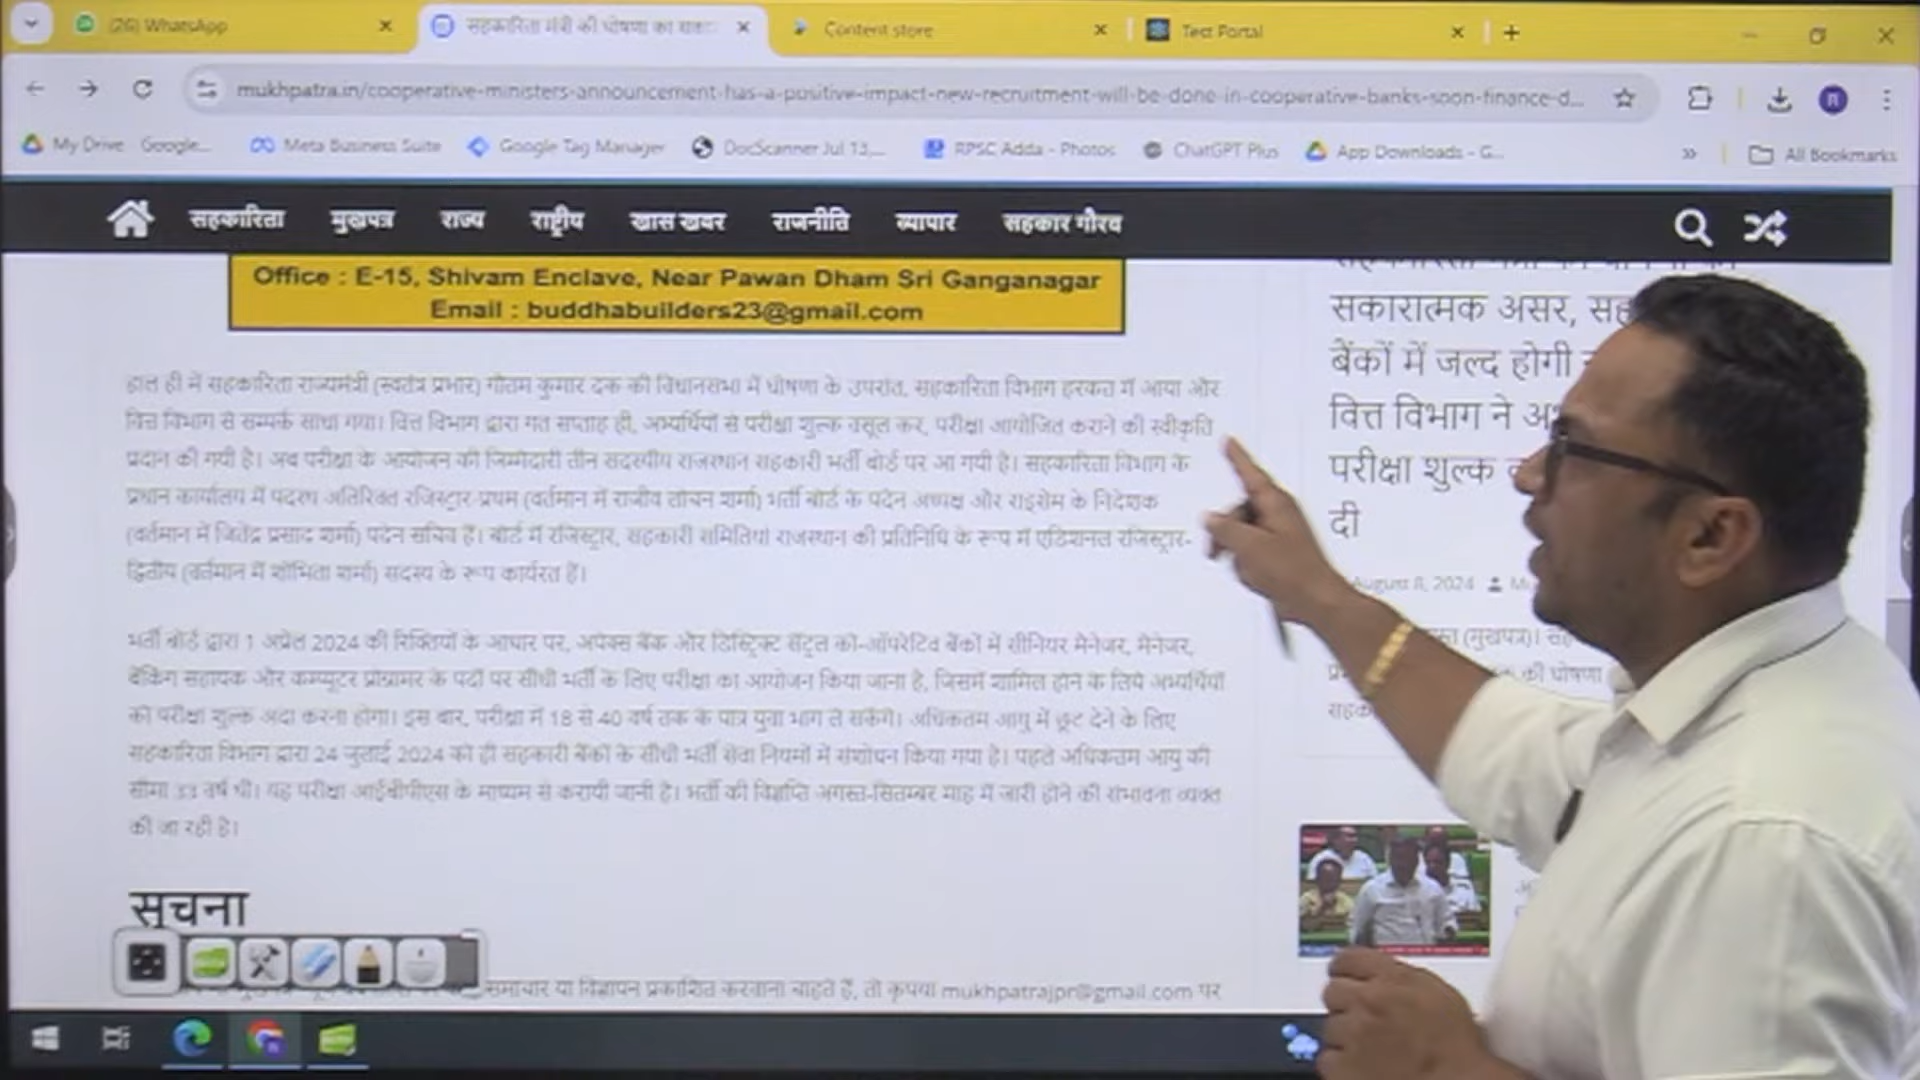 (26) WhatsApp
सहकारिता मंत्री की घोषणा का
Content store
Test Portal
mukhpatra.in/cooperative-ministers-announcement-has-a-positive-impact-new-recruitment-will-be-done-in-cooperative-banks-soon-finance-d...
My Drive - Google...
Meta Business Suite
Google Tag Manager
DocScanner Jul 13,...
RPSC Adda - Photos
ChatGPT Plus
App Downloads - G...
All Bookmarks
सहकारिता
मुखपत्र
राज्य
राष्ट्रीय
खास खबर
राजनीति
व्यापार
सहकार गौरव
Office : E-15, Shivam Enclave, Near Pawan Dham Sri Ganganagar
Email : buddhabuilders23@gmail.com
हाल ही में सहकारिता राज्यमंत्री (स्वतंत्र प्रभार) गौतम कुमार दक की विधानसभा में घोषणा के उपरांत, सहकारिता विभाग हरकत में आया और
वित्त विभाग से सम्पर्क साधा गया। वित्त विभाग द्वारा गत सप्ताह ही, अभ्यर्थियों से परीक्षा शुल्क वसूल कर, परीक्षा आयोजित कराने की स्वीकृति
प्रदान की गयी है। अब परीक्षा के आयोजन की जिम्मेदारी तीन सदस्यीय राजस्थान सहकारी भर्ती बोर्ड पर आ गयी है। सहकारिता विभाग के
प्रधान कार्यालय में पदस्थ अतिरिक्त रजिस्ट्रार-प्रथम (वर्तमान में राजीव लोचन शर्मा) भर्ती बोर्ड के पदेन अध्यक्ष और राइसेम के निदेशक
(वर्तमान में जितेंद्र प्रसाद शर्मा) पदेन सचिव हैं। बोर्ड में रजिस्ट्रार, सहकारी समितियां राजस्थान की प्रतिनिधि के रूप में एडिशनल रजिस्ट्रार-
द्वितीय (वर्तमान में शोभिता शर्मा) सदस्य के रूप कार्यरत हैं।
भर्ती बोर्ड द्वारा 1 अप्रेल 2024 की रिक्तियों के आधार पर, अपेक्स बैंक और डिस्ट्रिक्ट सेंट्रल को-ऑपरेटिव बैंकों में सीनियर मैनेजर, मैनेजर,
बैंकिंग सहायक और कम्प्यूटर प्रोग्रामर के पदों पर सीधी भर्ती के लिए परीक्षा का आयोजन किया जाना है, जिसमें शामिल होने के लिये अभ्यर्थियों
को परीक्षा शुल्क अदा करना होगा। इस बार, परीक्षा में 18 से 40 वर्ष तक के पात्र युवा भाग ले सकेंगे। अधिकतम आयु में छूट देने के लिए
सहकारिता विभाग द्वारा 24 जुलाई 2024 को ही सहकारी बैंकों के सीधी भर्ती सेवा नियमों में संशोधन किया गया है। पहले अधिकतम आयु की
सीमा 33 वर्ष थी। यह परीक्षा आईबीपीएस के माध्यम से करायी जानी है। भर्ती की विज्ञप्ति अगस्त-सितम्बर माह में जारी होने की संभावना व्यक्त
की जा रही है।
सूचना
समाचार या विज्ञापन प्रकाशित करवाना चाहते हैं, तो कृपया mukhpatrajpr@gmail.com पर
सकारात्मक असर,
बैंकों में जल्द होगी
वित्त विभाग ने
परीक्षा शुल्क
दी
August 8, 2024
(मुखपत्र)।
की घोषणा